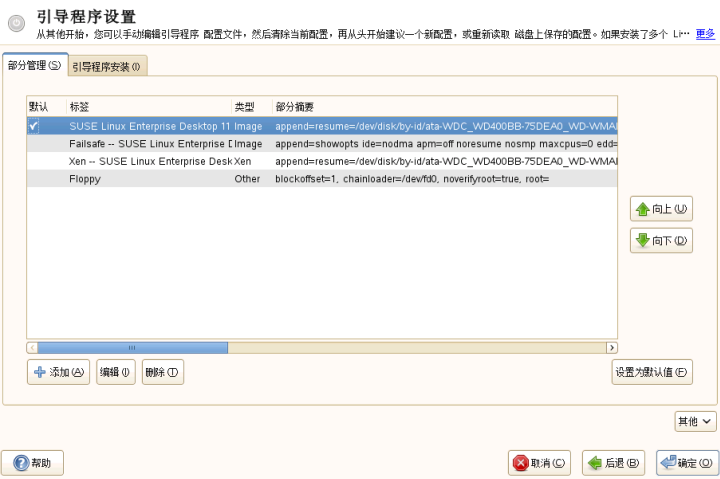 引导程序设置
从其他开始，您可以手动编辑引导程序 配置文件，然后清除当前配置，再从头开始建议一个新配置，或重新读取 磁盘上保存的配置。如果安装了多个 Li··· 更多
部分管理(S) 引导程序安装(I)
默认 标签 类型 部分摘要
SUSE Linux Enterprise Desktop 11 Image append=resume=/dev/disk/by-id/ata-WDC_WD400BB-75DEA0_WD-WMAI
Failsafe -- SUSE Linux Enterprise D Image append=showopts ide=nodma apm=off noresume nosmp maxcpus=0 edd=
Xen -- SUSE Linux Enterprise Desk Xen append=resume=/dev/disk/by-id/ata-WDC_WD400BB-75DEA0_WD-WMAI
Floppy Other blockoffset=1, chainloader=/dev/fd0, noverifyroot=true, root=
向上(U)
向下(D)
添加(A) 编辑(I) 删除(T) 设置为默认值(F)
其他
帮助 取消(C) 后退(B) 确定(O)